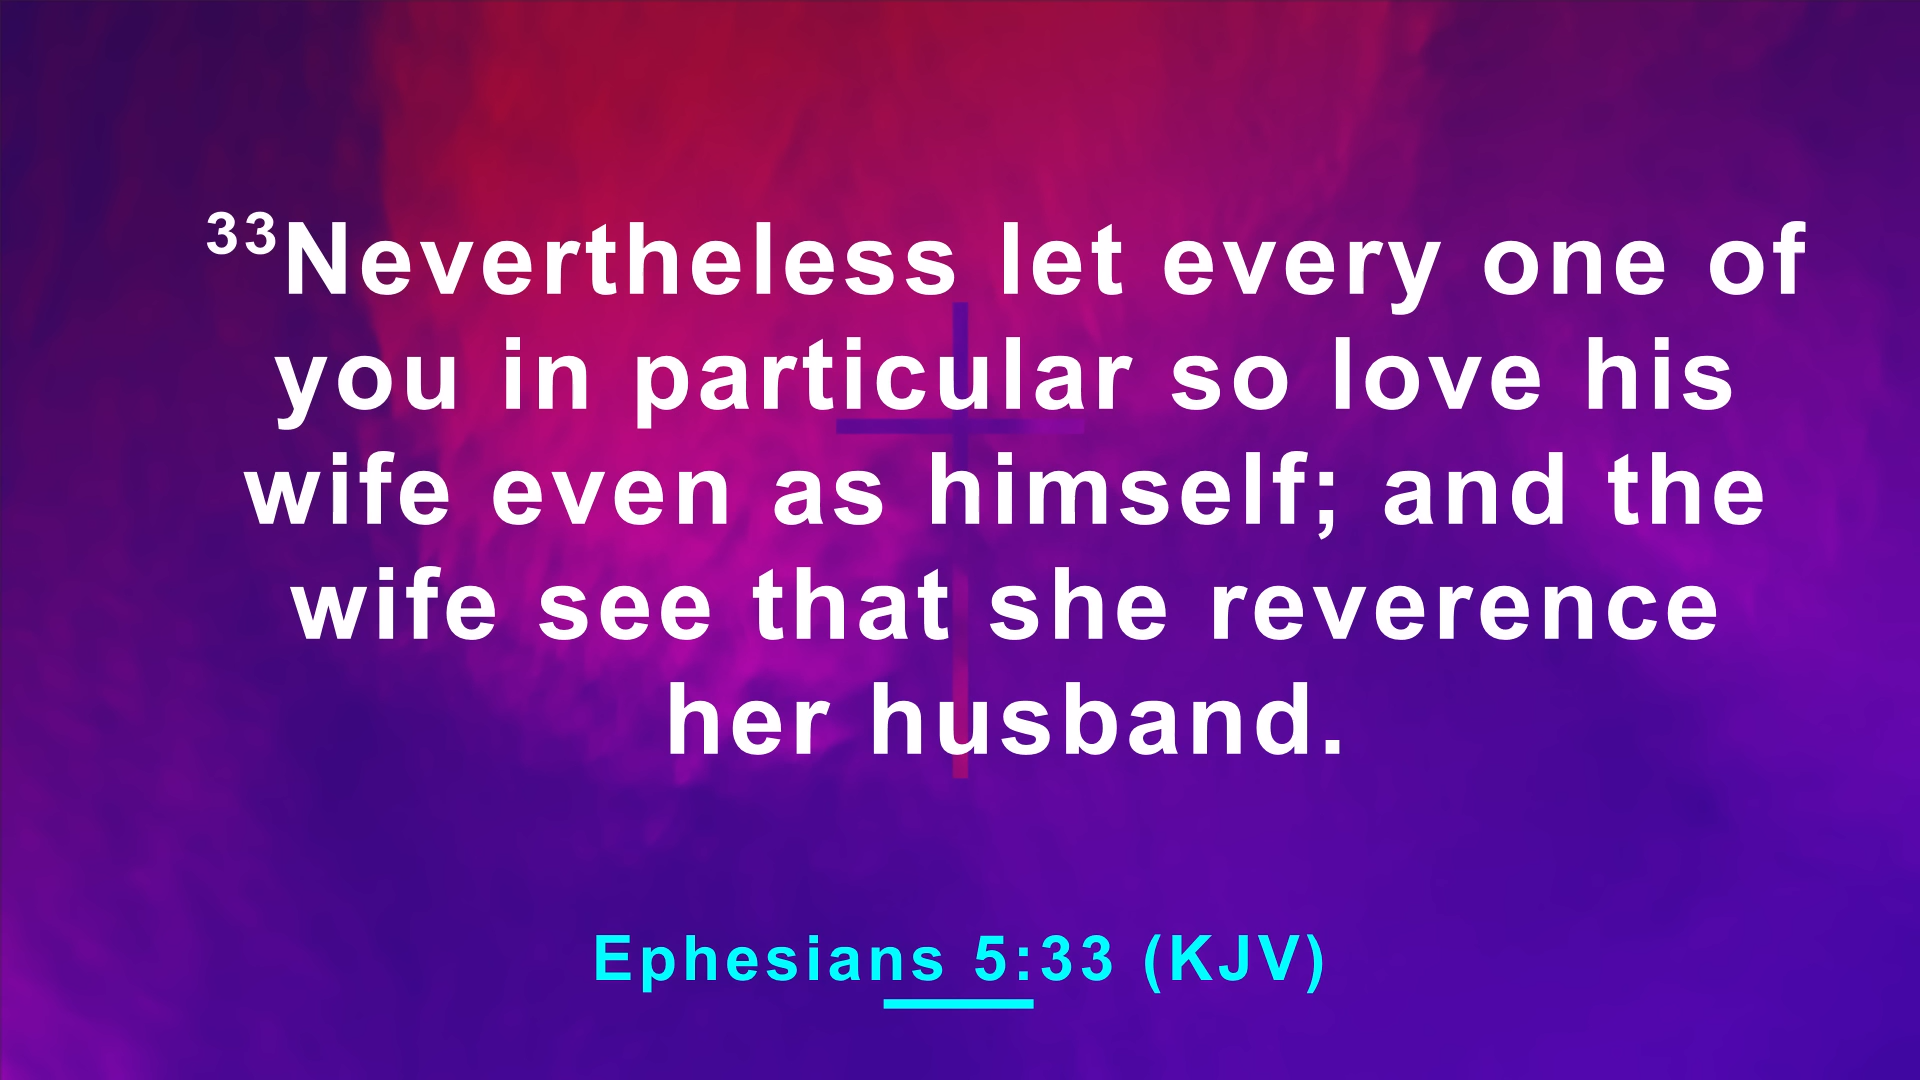 33Nevertheless let every one of
you in particular so love his
wife even as himself; and the
wife see that she reverence
her husband.
Ephesians 5:33 (KJV)